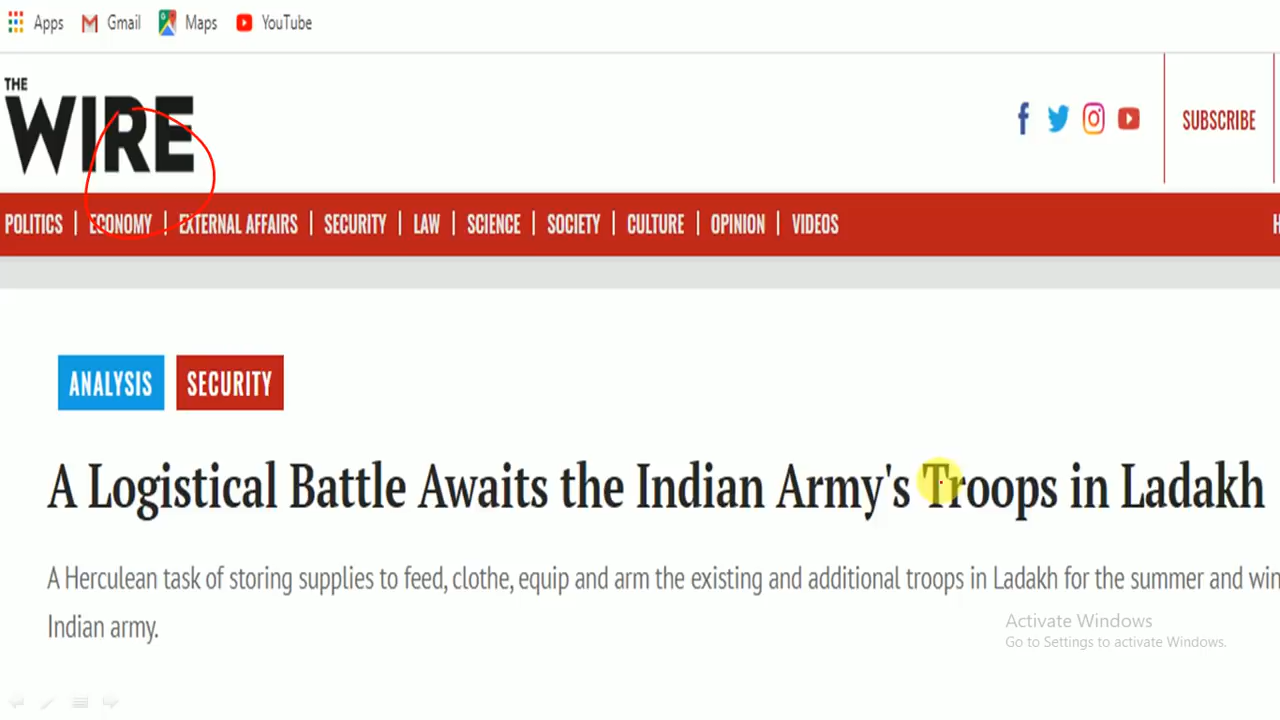 Apps Gmail Maps YouTube
THE
WIRE
SUBSCRIBE
POLITICS | ECONOMY | EXTERNAL AFFAIRS | SECURITY | LAW | SCIENCE | SOCIETY | CULTURE | OPINION | VIDEOS
ANALYSIS SECURITY
A Logistical Battle Awaits the Indian Army's Troops in Ladakh
A Herculean task of storing supplies to feed, clothe, equip and arm the existing and additional troops in Ladakh for the summer and win
Indian army.
Activate Windows
Go to Settings to activate Windows.